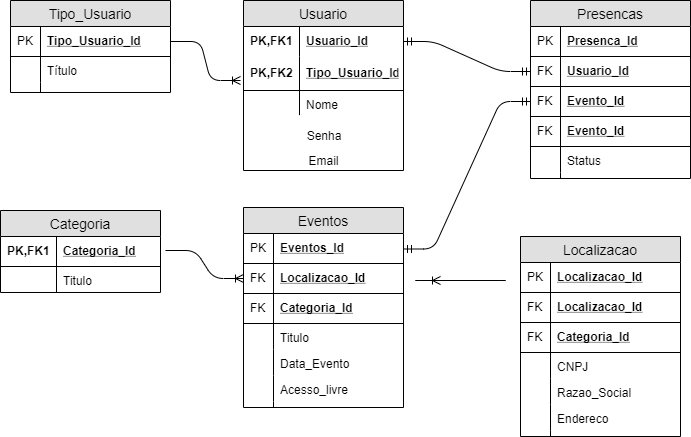 Tipo_Usuario
PK Tipo_Usuario_Id
Título
Usuario
PK,FK1 Usuario_Id
PK,FK2 Tipo_Usuario_Id
Nome
Senha
Email
Presencas
PK Presenca_Id
FK Usuario_Id
FK Evento_Id
FK Evento_Id
Status
Categoria
PK,FK1 Categoria_Id
Titulo
Eventos
PK Eventos_Id
FK Localizacao_Id
FK Categoria_Id
Titulo
Data_Evento
Acesso_livre
Localizacao
PK Localizacao_Id
FK Localizacao_Id
FK Categoria_Id
CNPJ
Razao_Social
Endereco